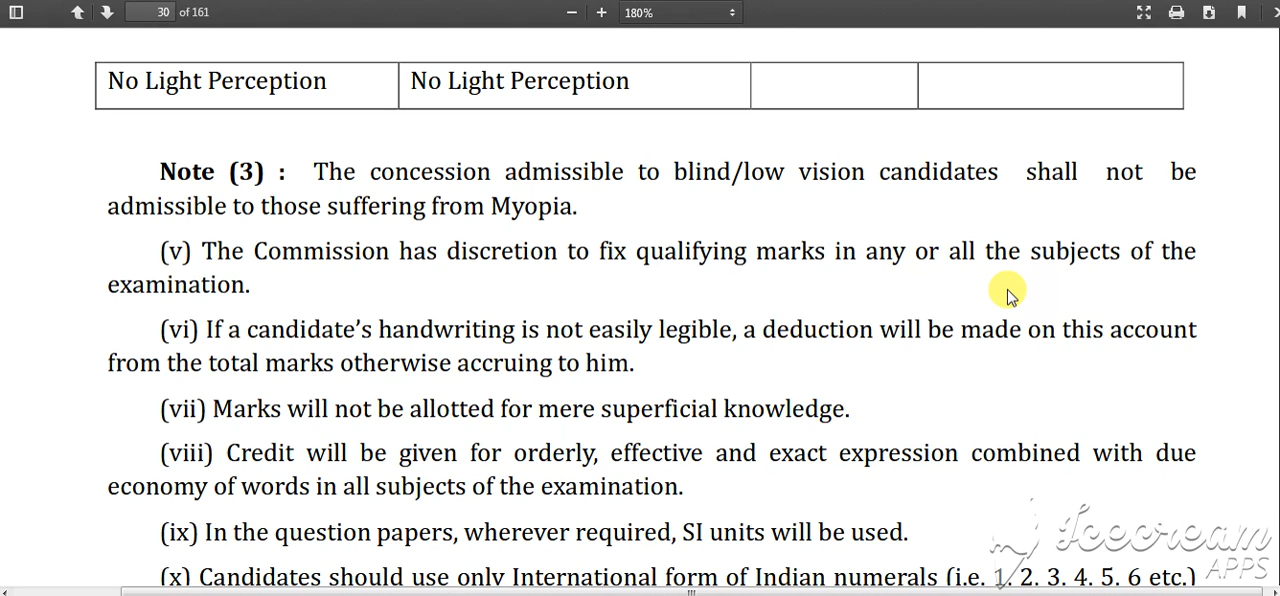 30 of 161
180%
No Light Perception No Light Perception
Note (3) : The concession admissible to blind/low vision candidates shall not be
admissible to those suffering from Myopia.
(v) The Commission has discretion to fix qualifying marks in any or all the subjects of the
examination.
(vi) If a candidate's handwriting is not easily legible, a deduction will be made on this account
from the total marks otherwise accruing to him.
(vii) Marks will not be allotted for mere superficial knowledge.
(viii) Credit will be given for orderly, effective and exact expression combined with due
economy of words in all subjects of the examination.
(ix) In the question papers, wherever required, SI units will be used.
(x) Candidates should use only International form of Indian numerals (i.e. 1, 2, 3, 4, 5, 6 etc.)
Icecream
APPS